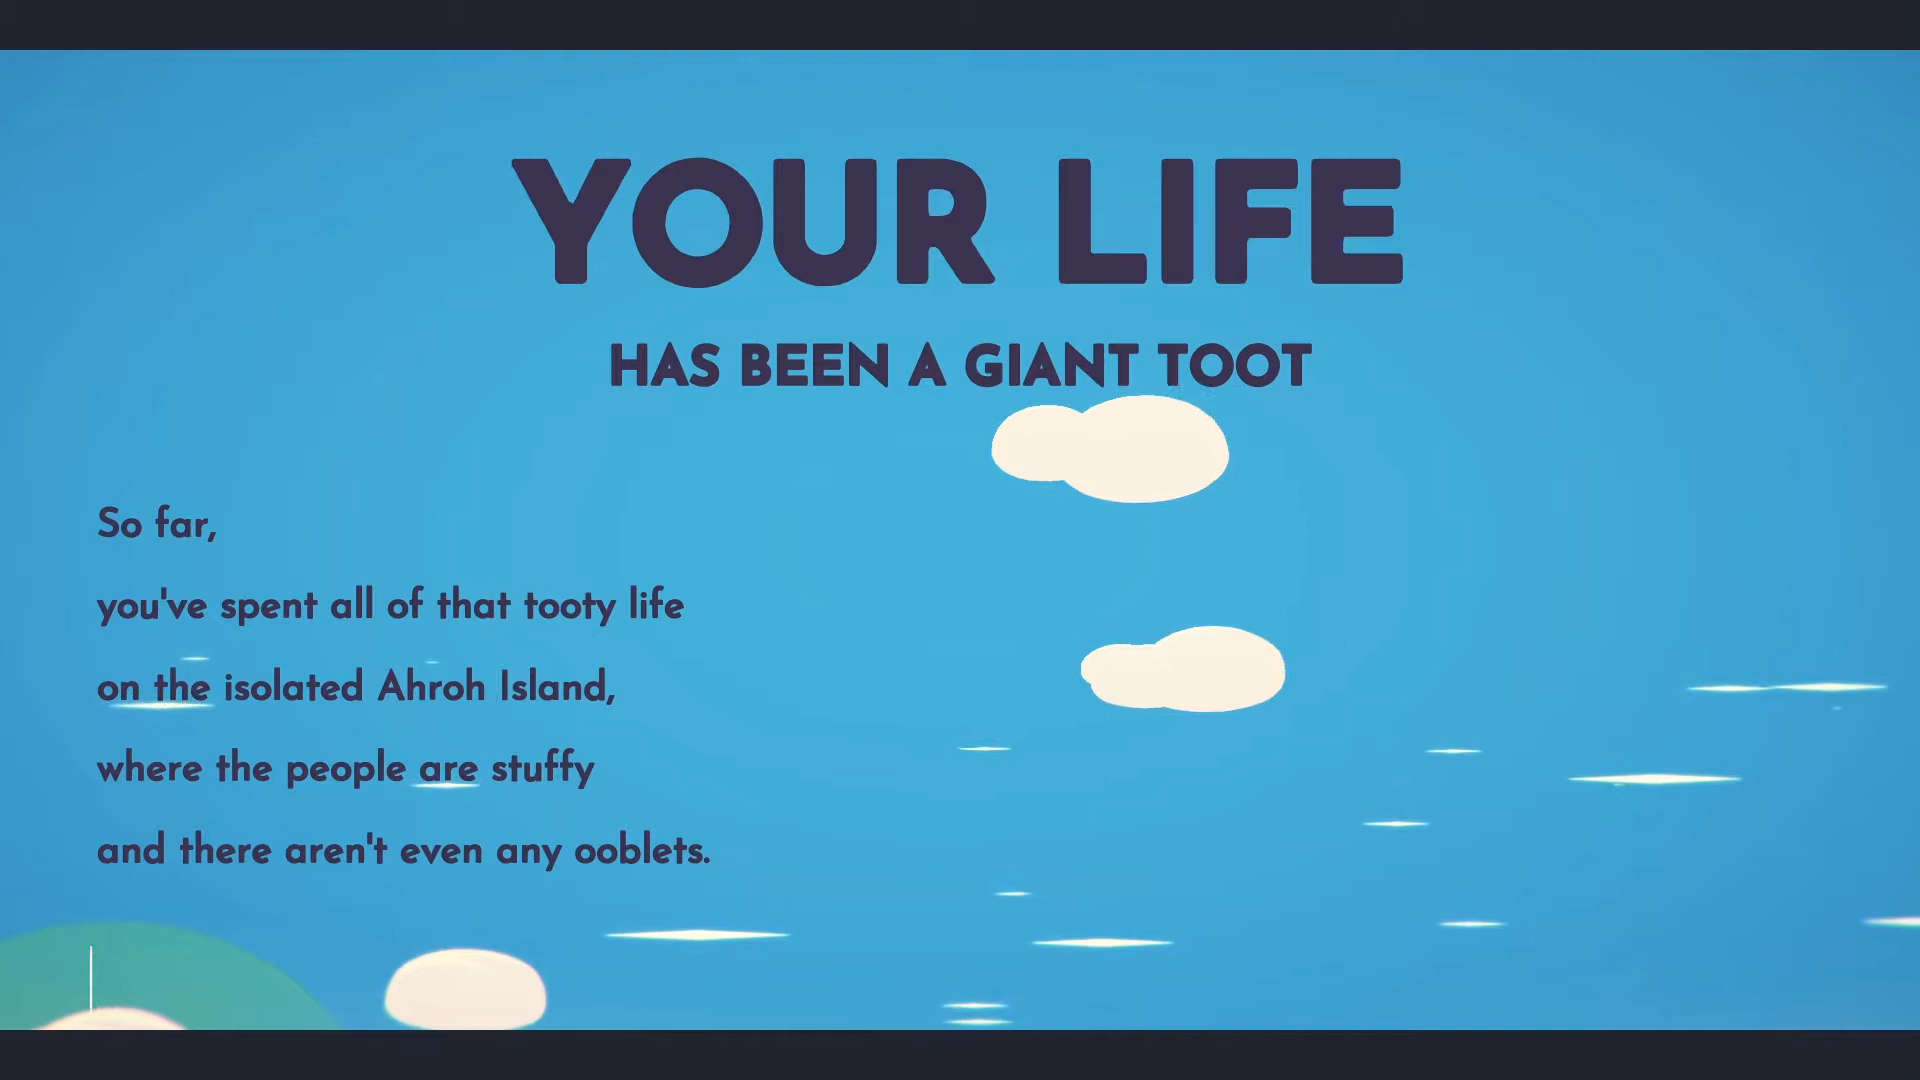 YOUR LIFE
HAS BEEN A GIANT TOOT
So far,
you've spent all of that tooty life
on the isolated Ahroh Island,
where the people are stuffy
and there aren't even any ooblets.